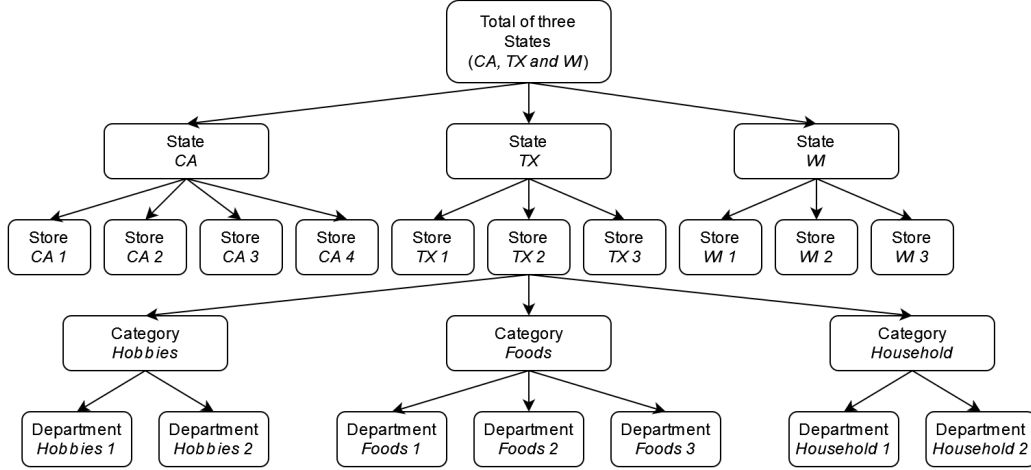 Total of three
States
(CA, TX and WI)
State
CA
State
TX
State
WI
Store
CA 1
Store
CA 2
Store
CA 3
Store
CA 4
Store
TX 1
Store
TX 2
Store
TX 3
Store
WI 1
Store
WI 2
Store
WI 3
Category
Hobbies
Category
Foods
Category
Household
Department
Hobbies 1
Department
Hobbies 2
Department
Foods 1
Department
Foods 2
Department
Foods 3
Department
Household 1
Department
Household 2